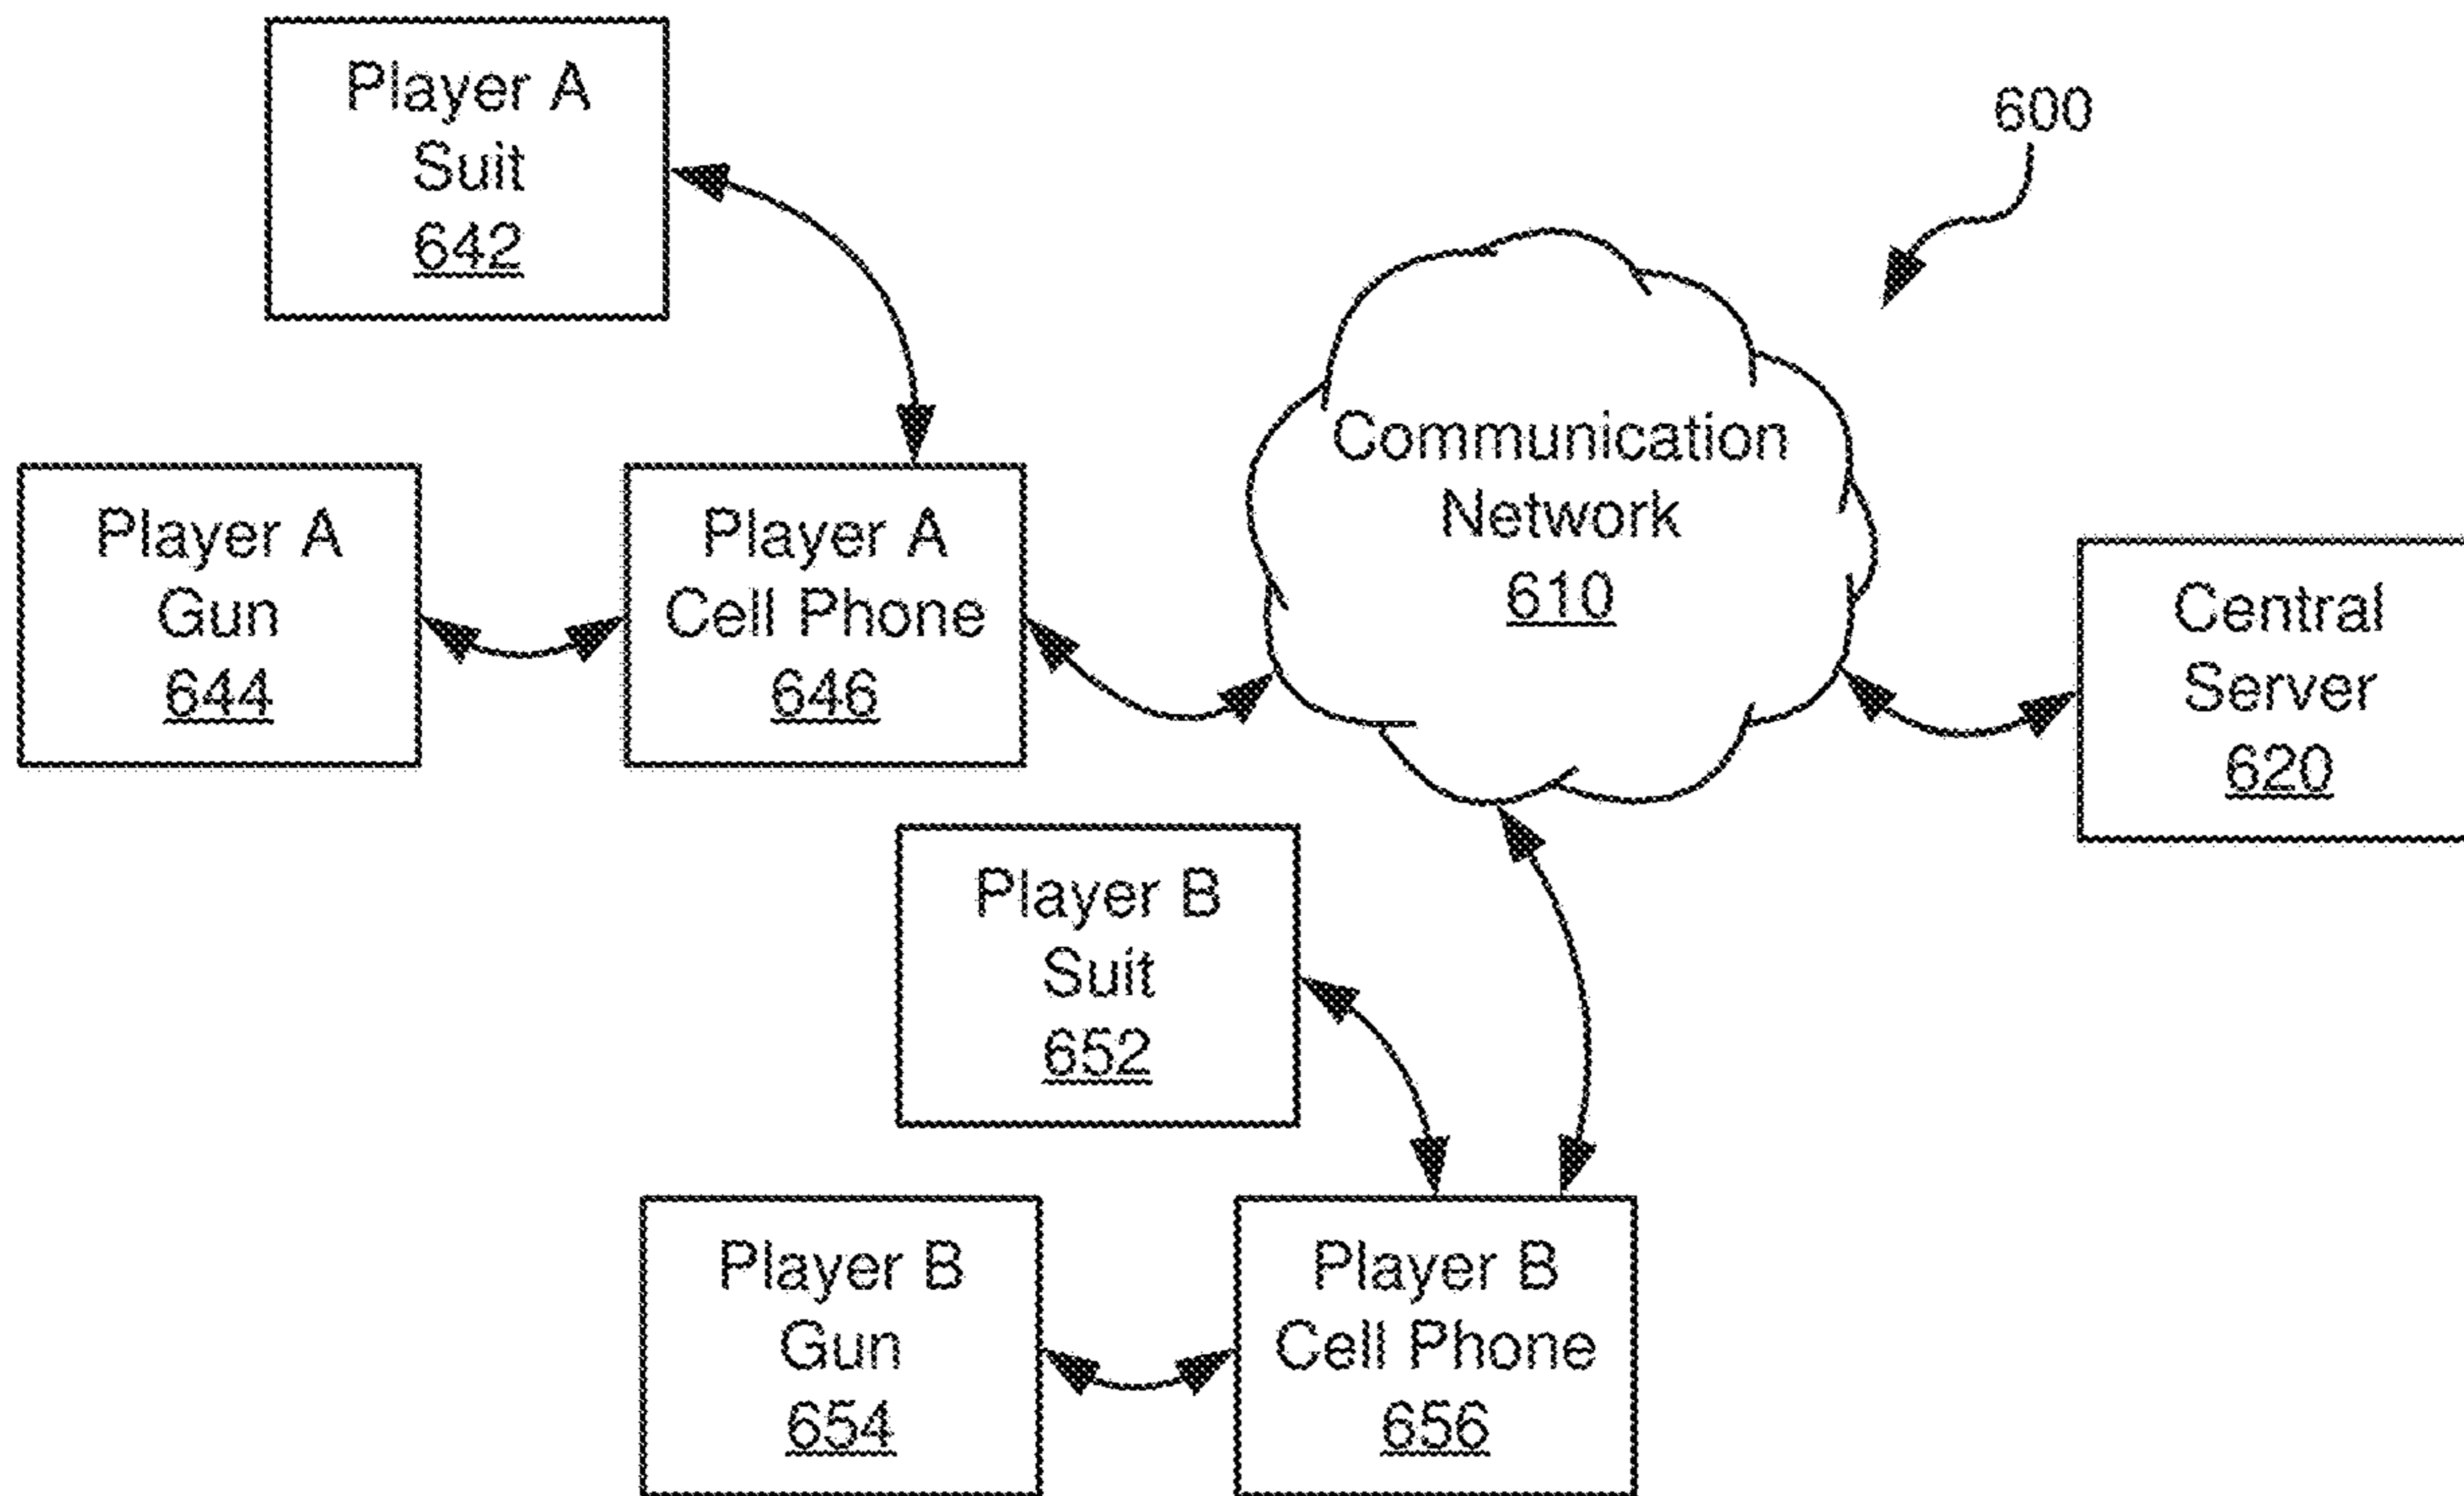 Player A
Suit
642
600
Communication
Network
610
Player A
Gun
644
Player A
Cell Phone
646
Central
Server
620
Player B
Suit
652
Player B
Gun
654
Player B
Cell Phone
656